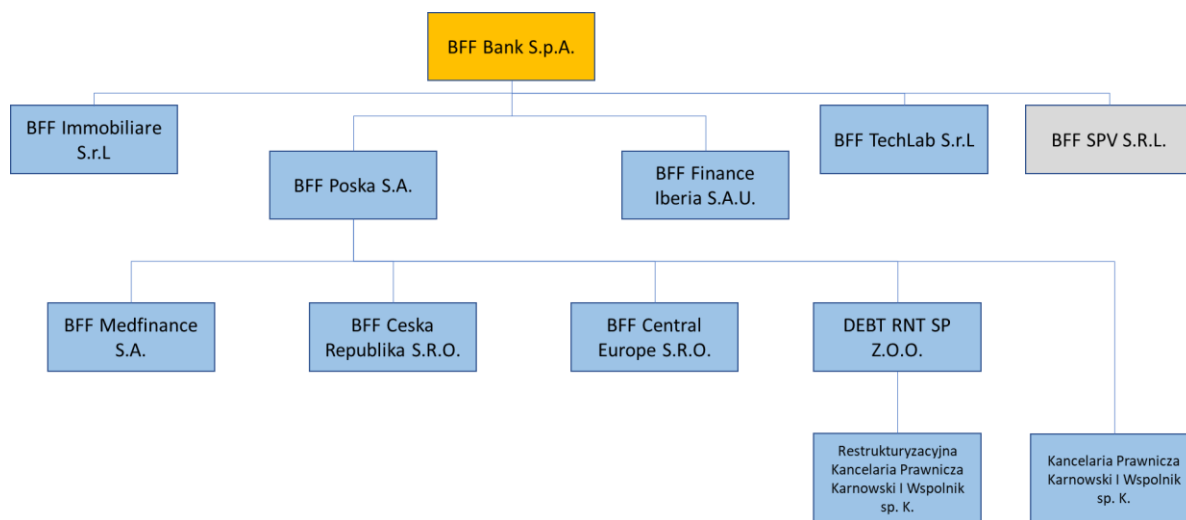 BFF Bank S.p.A.
BFF Immobiliare
S.r.L
BFF TechLab S.r.L
BFF SPV S.R.L.
BFF Poska S.A.
BFF Finance
Iberia S.A.U.
BFF Medfinance
S.A.
BFF Ceska
Republika S.R.O.
BFF Central
Europe S.R.O.
DEBT RNT SP
Z.O.O.
Restrukturyzacyjna
Kancelaria Prawnicza
Karnowski I Wspolnik
sp. K.
Kancelaria Prawnicza
Karnowski I Wspolnik
sp. K.